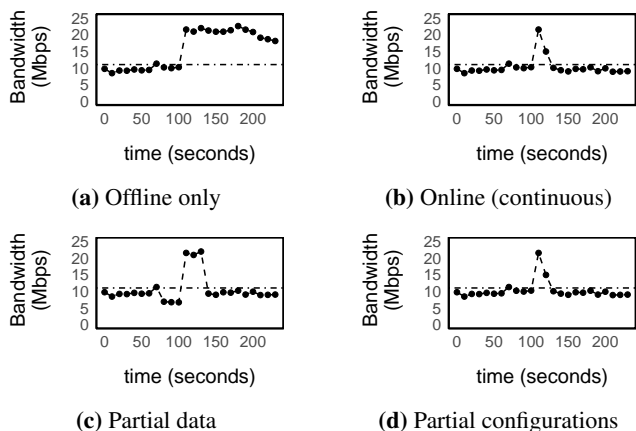 Bandwidth
(Mbps)
25
20
15
10
5
0
0 50 100 150 200
time (seconds)
(a) Offline only
Bandwidth
(Mbps)
25
20
15
10
5
0
0 50 100 150 200
time (seconds)
(b) Online (continuous)
Bandwidth
(Mbps)
25
20
15
10
5
0
0 50 100 150 200
time (seconds)
(c) Partial data
Bandwidth
(Mbps)
25
20
15
10
5
0
0 50 100 150 200
time (seconds)
(d) Partial configurations